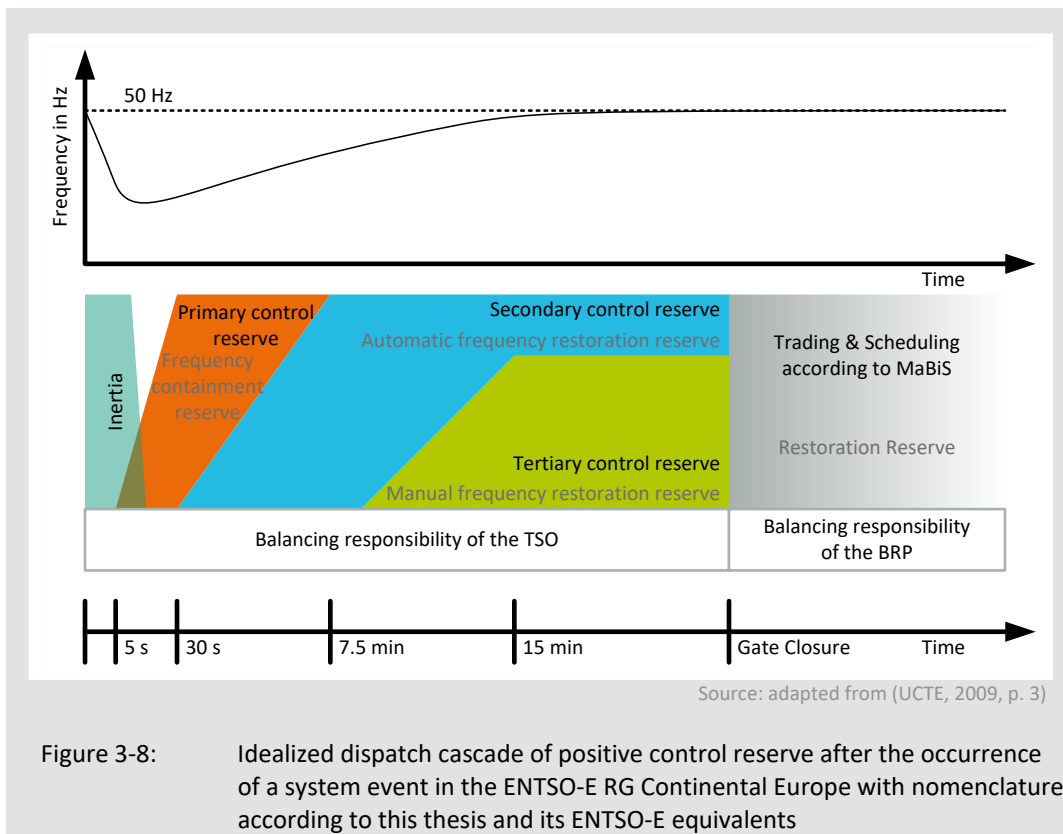 Frequency in Hz
50 Hz
Time
Inertia
Primary control
reserve
Frequency
containment
reserve
Secondary control reserve
Automatic frequency restoration reserve
Tertiary control reserve
Manual frequency restoration reserve
Trading & Scheduling
according to MaBiS
Restoration Reserve
Balancing responsibility of the TSO
Balancing responsibility
of the BRP
5 s
30 s
7.5 min
15 min
Gate Closure
Time
Source: adapted from (UCTE, 2009, p. 3)
Figure 3-8: Idealized dispatch cascade of positive control reserve after the occurrence
of a system event in the ENTSO-E RG Continental Europe with nomenclature
according to this thesis and its ENTSO-E equivalents